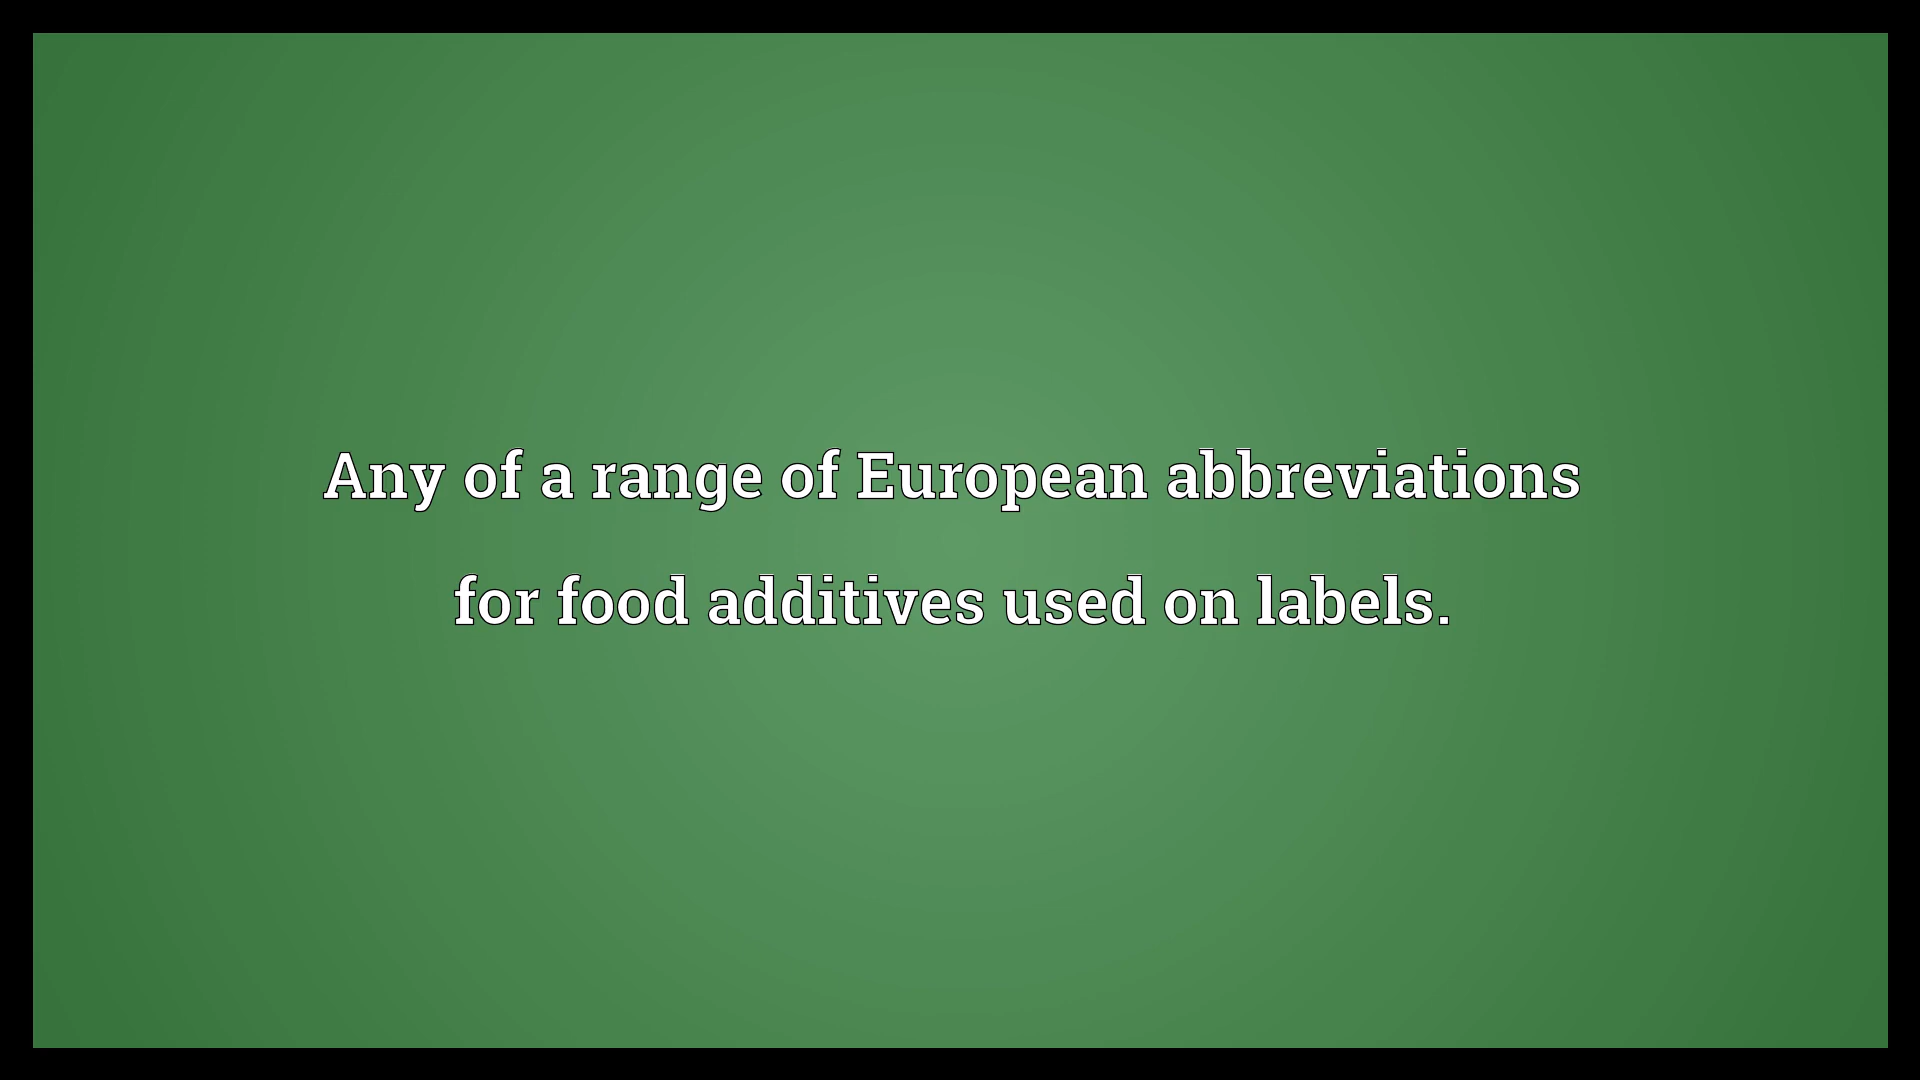 Any of a range of European abbreviations
for food additives used on labels.